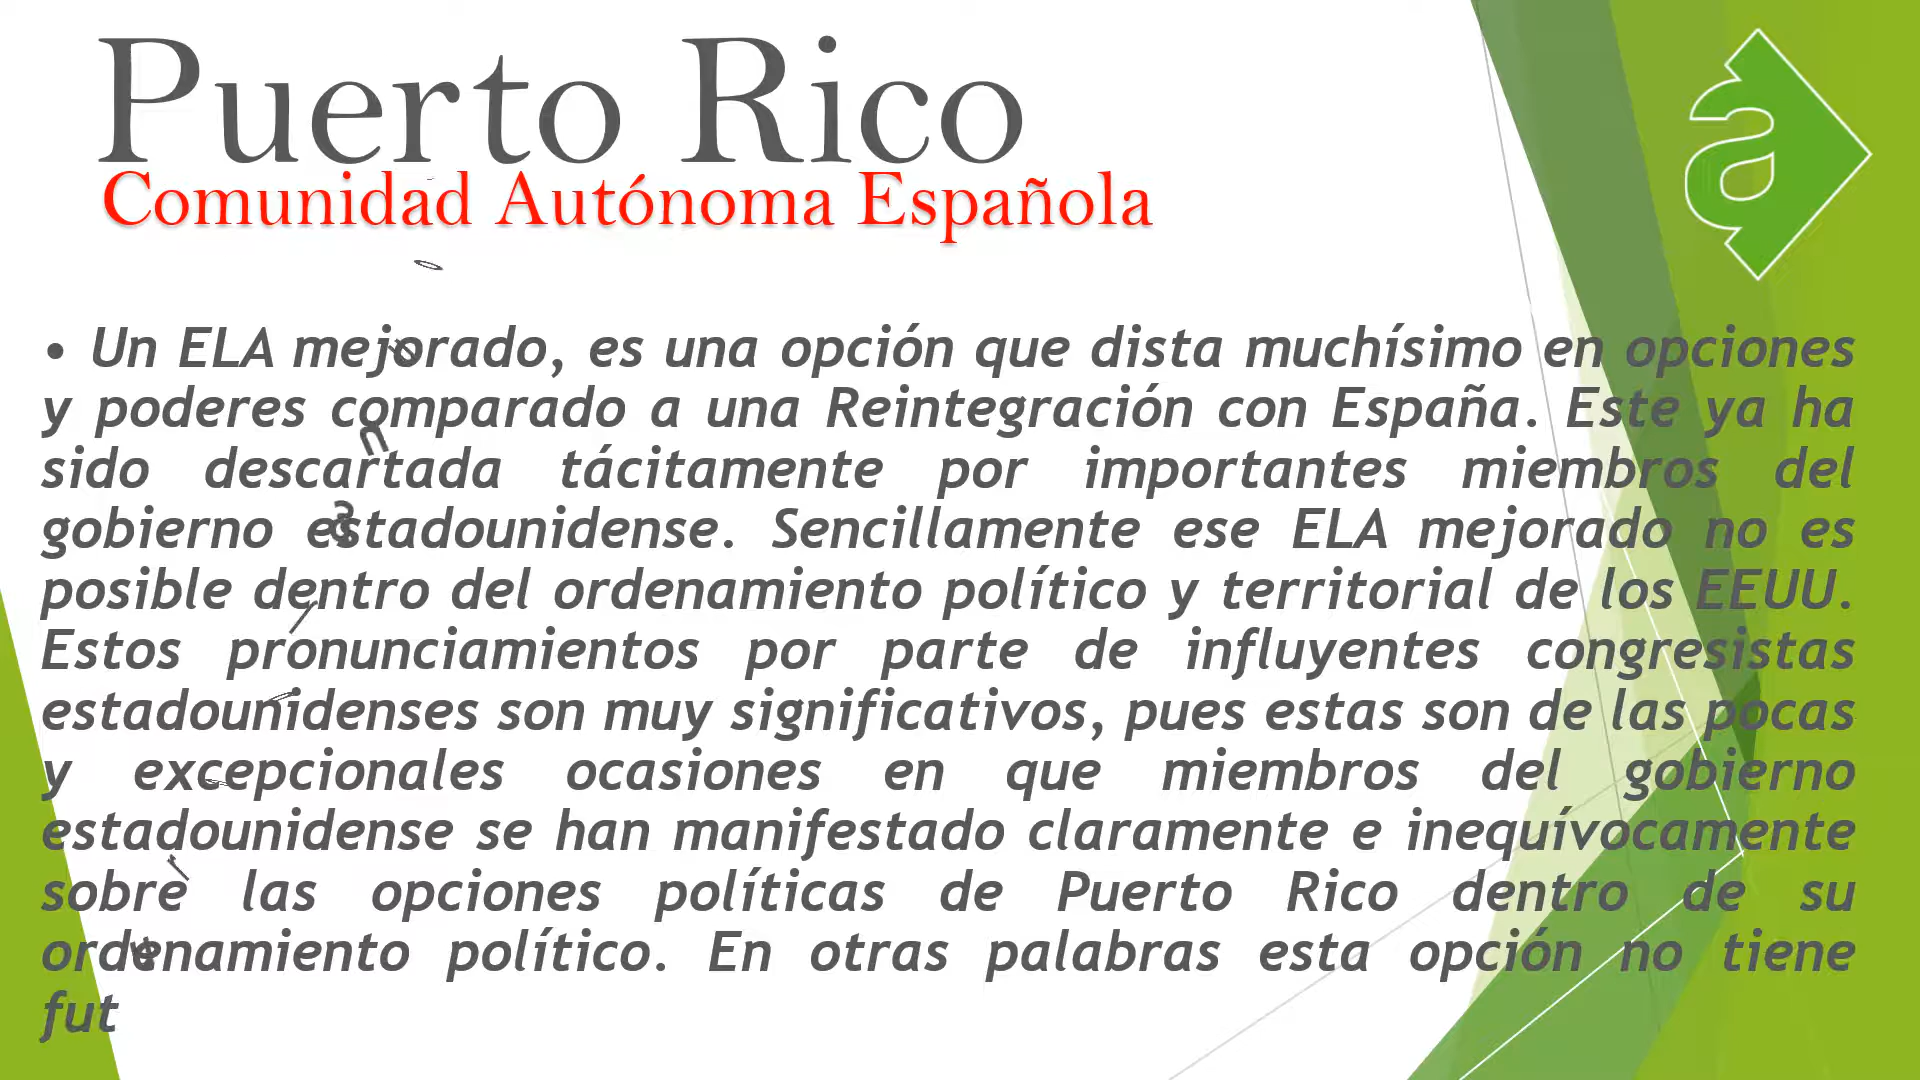 Puerto Rico
Comunidad Autónoma Española
• Un ELA mejorado, es una opción que dista muchísimo en opciones
y poderes comparado a una Reintegración con España. Este ya ha
sido descartada tácitamente por importantes miembros del
gobierno estadounidense. Sencillamente ese ELA mejorado no es
posible dentro del ordenamiento político y territorial de los EEUU.
Estos pronunciamientos por parte de influyentes congresistas
estadounidenses son muy significativos, pues estas son de las pocas
y excepcionales ocasiones en que miembros del gobierno
estadounidense se han manifestado claramente e inequívocamente
sobre las opciones políticas de Puerto Rico dentro de su
ordenamiento político. En otras palabras esta opción no tiene
fut